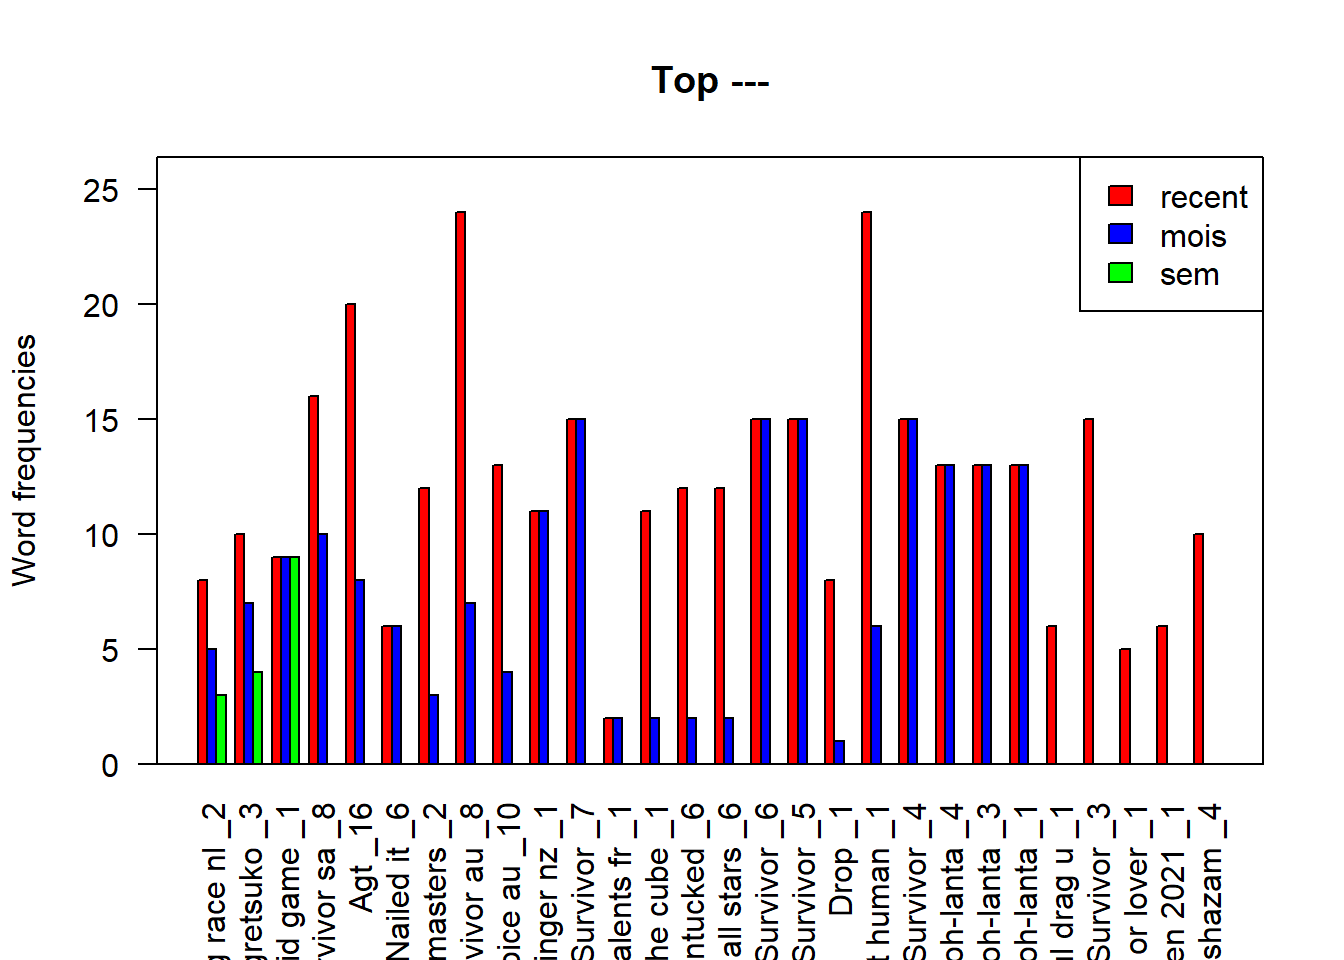 Top ---
recent
mois
sem
Word frequencies
25
20
15
10
5
0
g race nl _2
gretsuko _3
id game _1
rvivor sa _8
Agt _16
Nailed it _6
masters _2
vivor au _8
oice au _10
inger nz _1
Survivor _7
alents fr _1
he cube _1
ntucked _6
all stars _6
Survivor _6
Survivor _5
Drop _1
t human _1
Survivor _4
oh-lanta _4
oh-lanta _3
oh-lanta _1
al drag u _1
Survivor _3
or lover _1
en 2021 _1
shazam _4